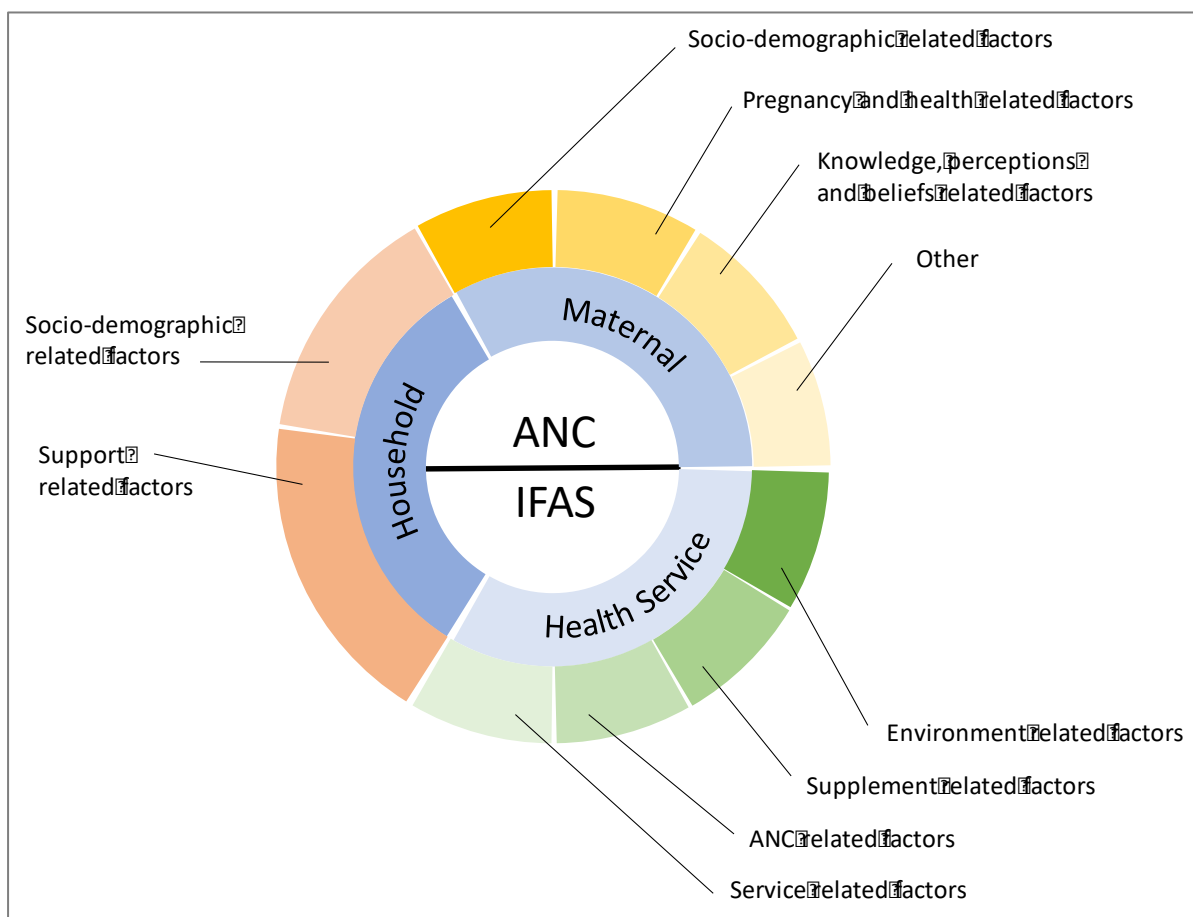 Socio-demographic related factors
Pregnancy and health related factors
Knowledge, perceptions
and beliefs related factors
Other
Maternal
Socio-demographic
related factors
Household
Support
related factors
ANC
IFAS
Health Service
Environment related factors
Supplement related factors
ANC related factors
Service related factors